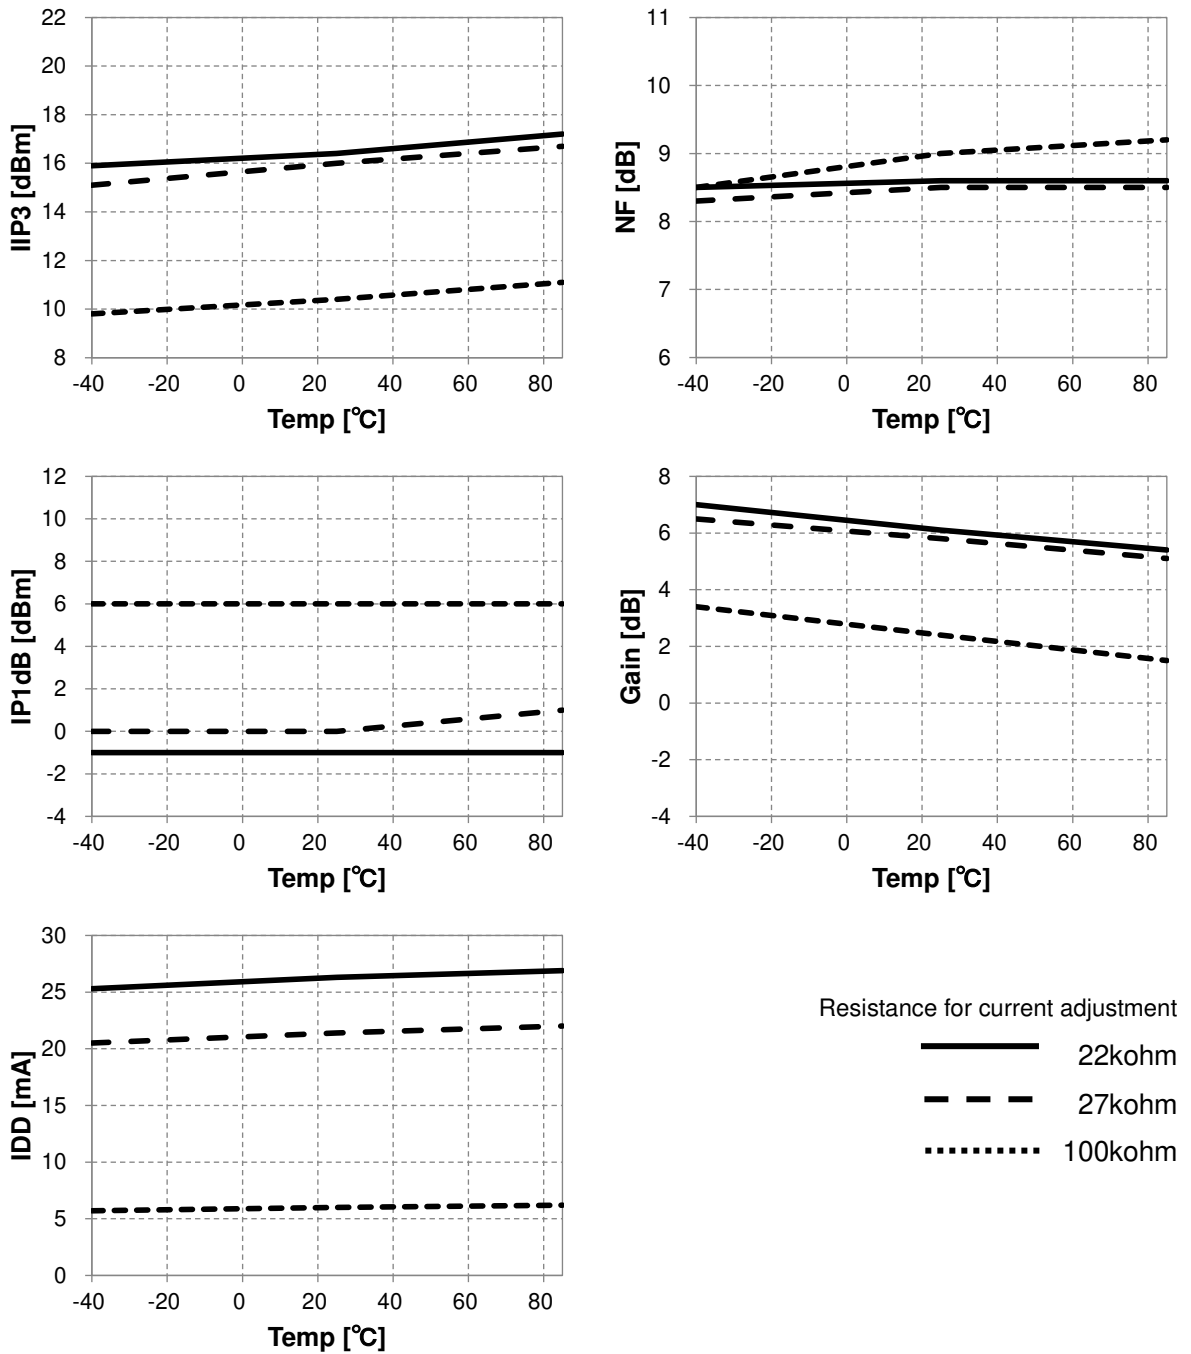 22
20
18
16
14
12
10
8
IIP3 [dBm]
-40 -20 0 20 40 60 80
Temp [℃]
11
10
9
8
7
6
NF [dB]
-40 -20 0 20 40 60 80
Temp [℃]
12
10
8
6
4
2
0
-2
-4
IP1dB [dBm]
-40 -20 0 20 40 60 80
Temp [℃]
8
6
4
2
0
-2
-4
Gain [dB]
-40 -20 0 20 40 60 80
Temp [℃]
30
25
20
15
10
5
0
IDD [mA]
-40 -20 0 20 40 60 80
Temp [℃]
Resistance for current adjustment
22kohm
27kohm
100kohm